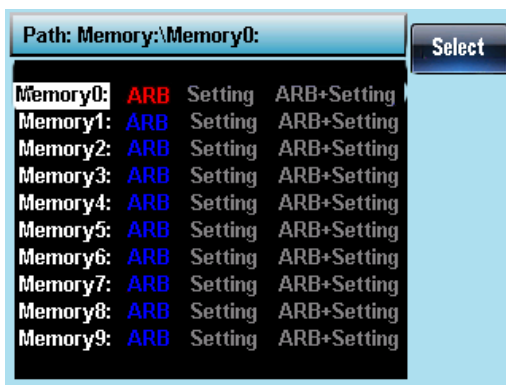 Path: Memory:\Memory0:
Select
Memory0: ARB Setting ARB+Setting
Memory1: ARB Setting ARB+Setting
Memory2: ARB Setting ARB+Setting
Memory3: ARB Setting ARB+Setting
Memory4: ARB Setting ARB+Setting
Memory5: ARB Setting ARB+Setting
Memory6: ARB Setting ARB+Setting
Memory7: ARB Setting ARB+Setting
Memory8: ARB Setting ARB+Setting
Memory9: ARB Setting ARB+Setting